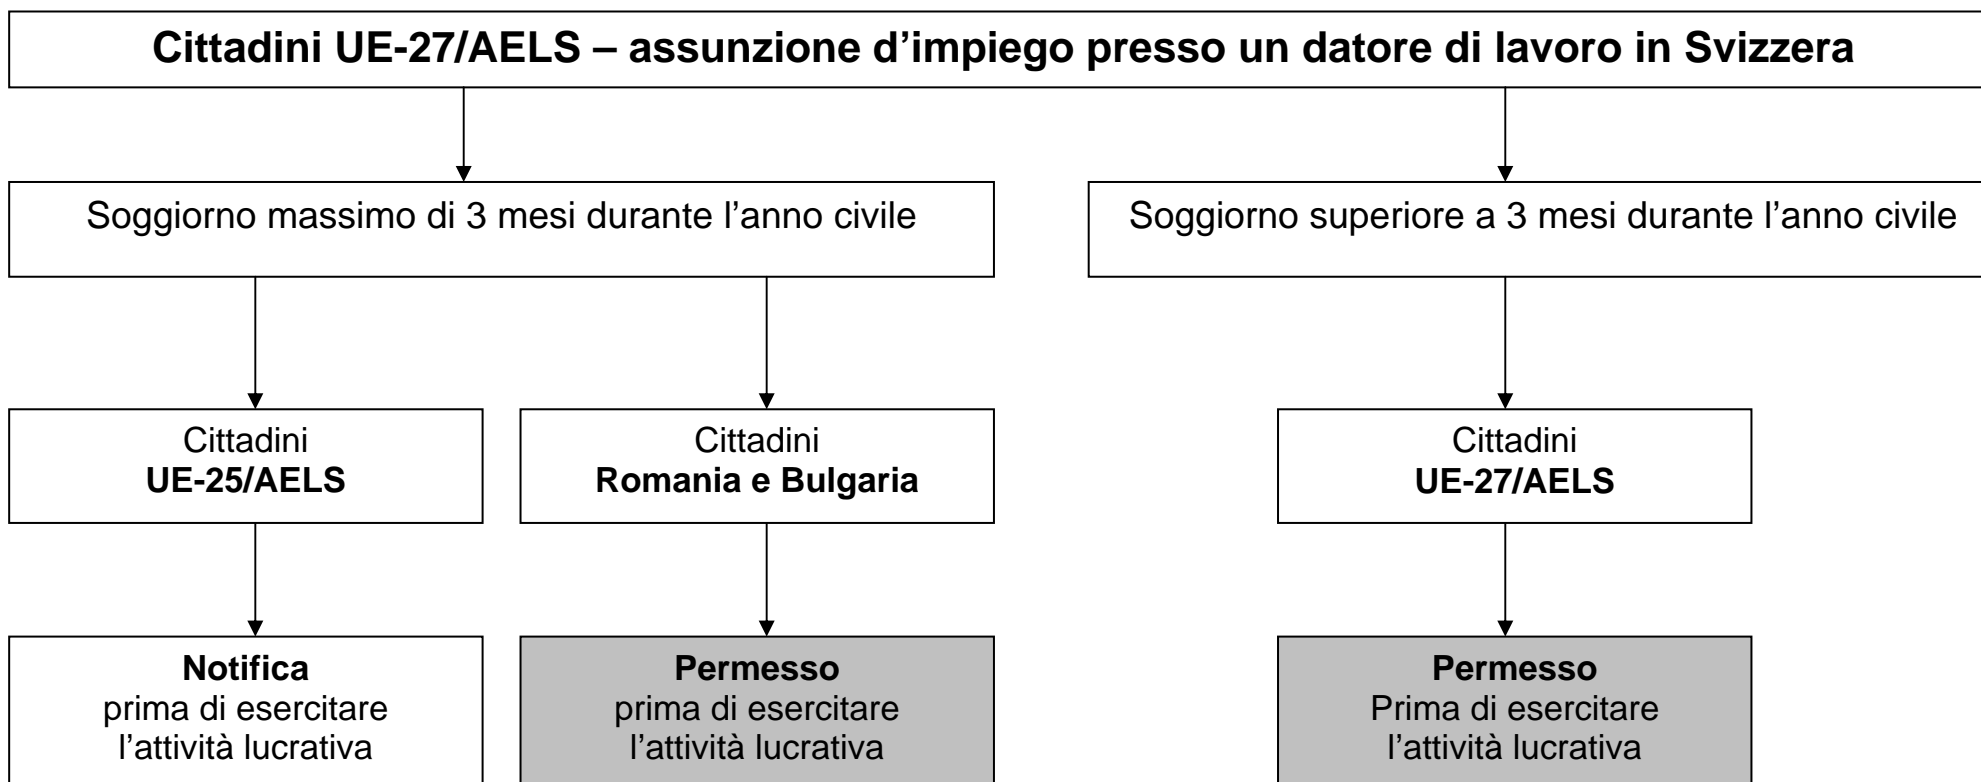 Cittadini UE-27/AELS – assunzione d’impiego presso un datore di lavoro in Svizzera
Soggiorno massimo di 3 mesi durante l’anno civile
Soggiorno superiore a 3 mesi durante l’anno civile
Cittadini
UE-25/AELS
Cittadini
Romania e Bulgaria
Cittadini
UE-27/AELS
Notifica
prima di esercitare
l’attività lucrativa
Permesso
prima di esercitare
l’attività lucrativa
Permesso
Prima di esercitare
l’attività lucrativa